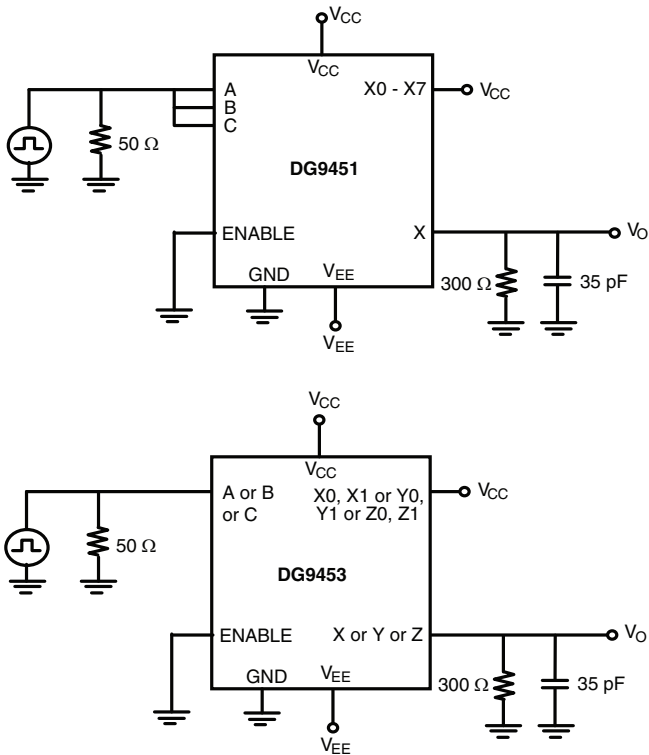 VCC
VCC
A
X0 - X7
VCC
B
C
50 Ω
DG9451
ENABLE
X
VO
GND
VEE
300 Ω
35 pF
VEE
VCC
VCC
A or B
or C
X0, X1 or Y0,
Y1 or Z0, Z1
VCC
50 Ω
DG9453
ENABLE
X or Y or Z
VO
GND
VEE
300 Ω
35 pF
VEE